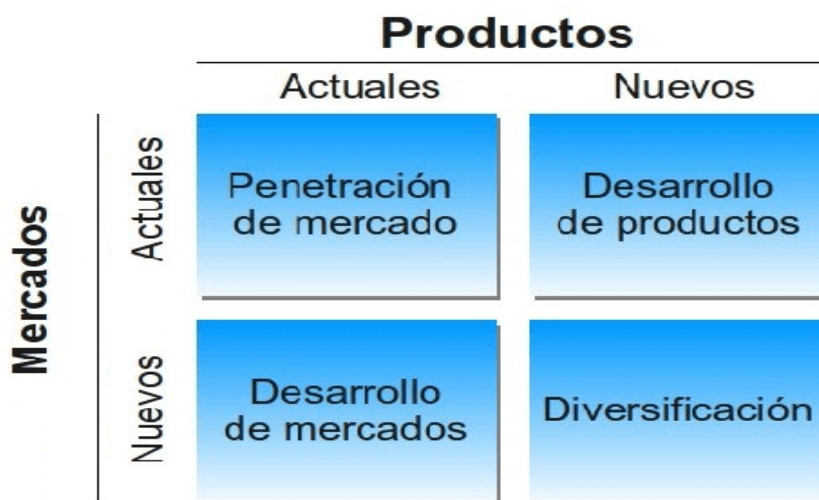 Productos
Actuales
Nuevos
Mercados
Actuales
Penetración
de mercado
Desarrollo
de productos
Nuevos
Desarrollo
de mercados
Diversificación